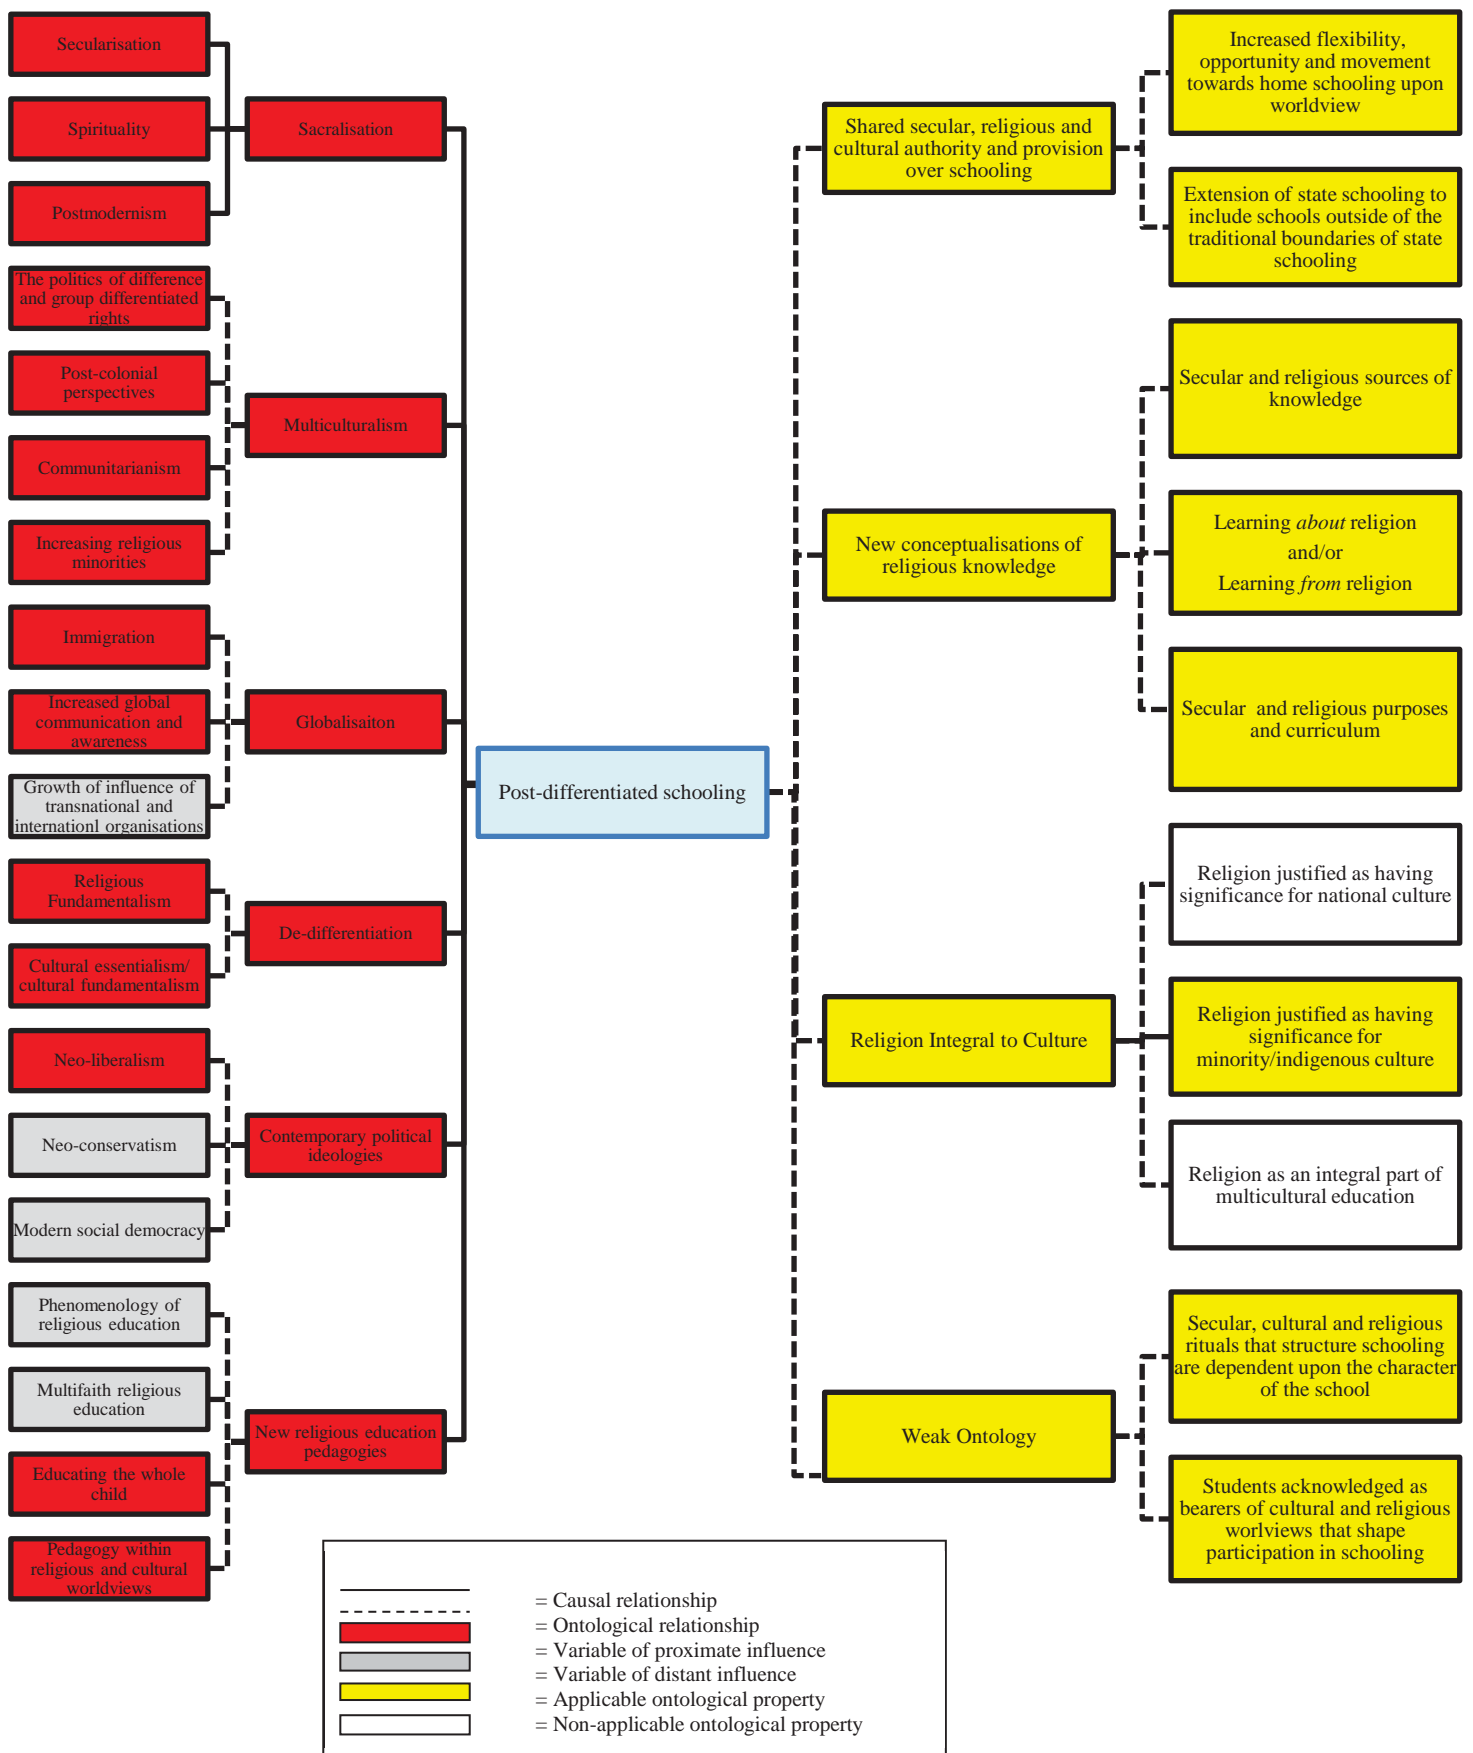 Secularisation
Spirituality
Postmodernism
Sacralisation
The politics of difference
and group differentiated
rights
Post-colonial
perspectives
Communitarianism
Increasing religious
minorities
Multiculturalism
Immigration
Increased global
communication and
awareness
Growth of influence of
transnational and
internationl organisations
Globalisaiton
Religious
Fundamentalism
Cultural essentialism/
cultural fundamentalism
De-differentiation
Neo-liberalism
Neo-conservatism
Modern social democracy
Contemporary political
ideologies
Phenomenology of
religious education
Multifaith religious
education
Educating the whole
child
Pedagogy within
religious and cultural
worldviews
New religious education
pedagogies
Post-differentiated schooling
Shared secular, religious and
cultural authority and provision
over schooling
Increased flexibility,
opportunity and movement
towards home schooling upon
worldview
Extension of state schooling to
include schools outside of the
traditional boundaries of state
schooling
New conceptualisations of
religious knowledge
Secular and religious sources of
knowledge
Learning about religion
and/or
Learning from religion
Secular and religious purposes
and curriculum
Religion Integral to Culture
Religion justified as having
significance for national culture
Religion justified as having
significance for
minority/indigenous culture
Religion as an integral part of
multicultural education
Weak Ontology
Secular, cultural and religious
rituals that structure schooling
are dependent upon the character
of the school
Students acknowledged as
bearers of cultural and religious
worlviews that shape
participation in schooling
= Causal relationship
= Ontological relationship
= Variable of proximate influence
= Variable of distant influence
= Applicable ontological property
= Non-applicable ontological property